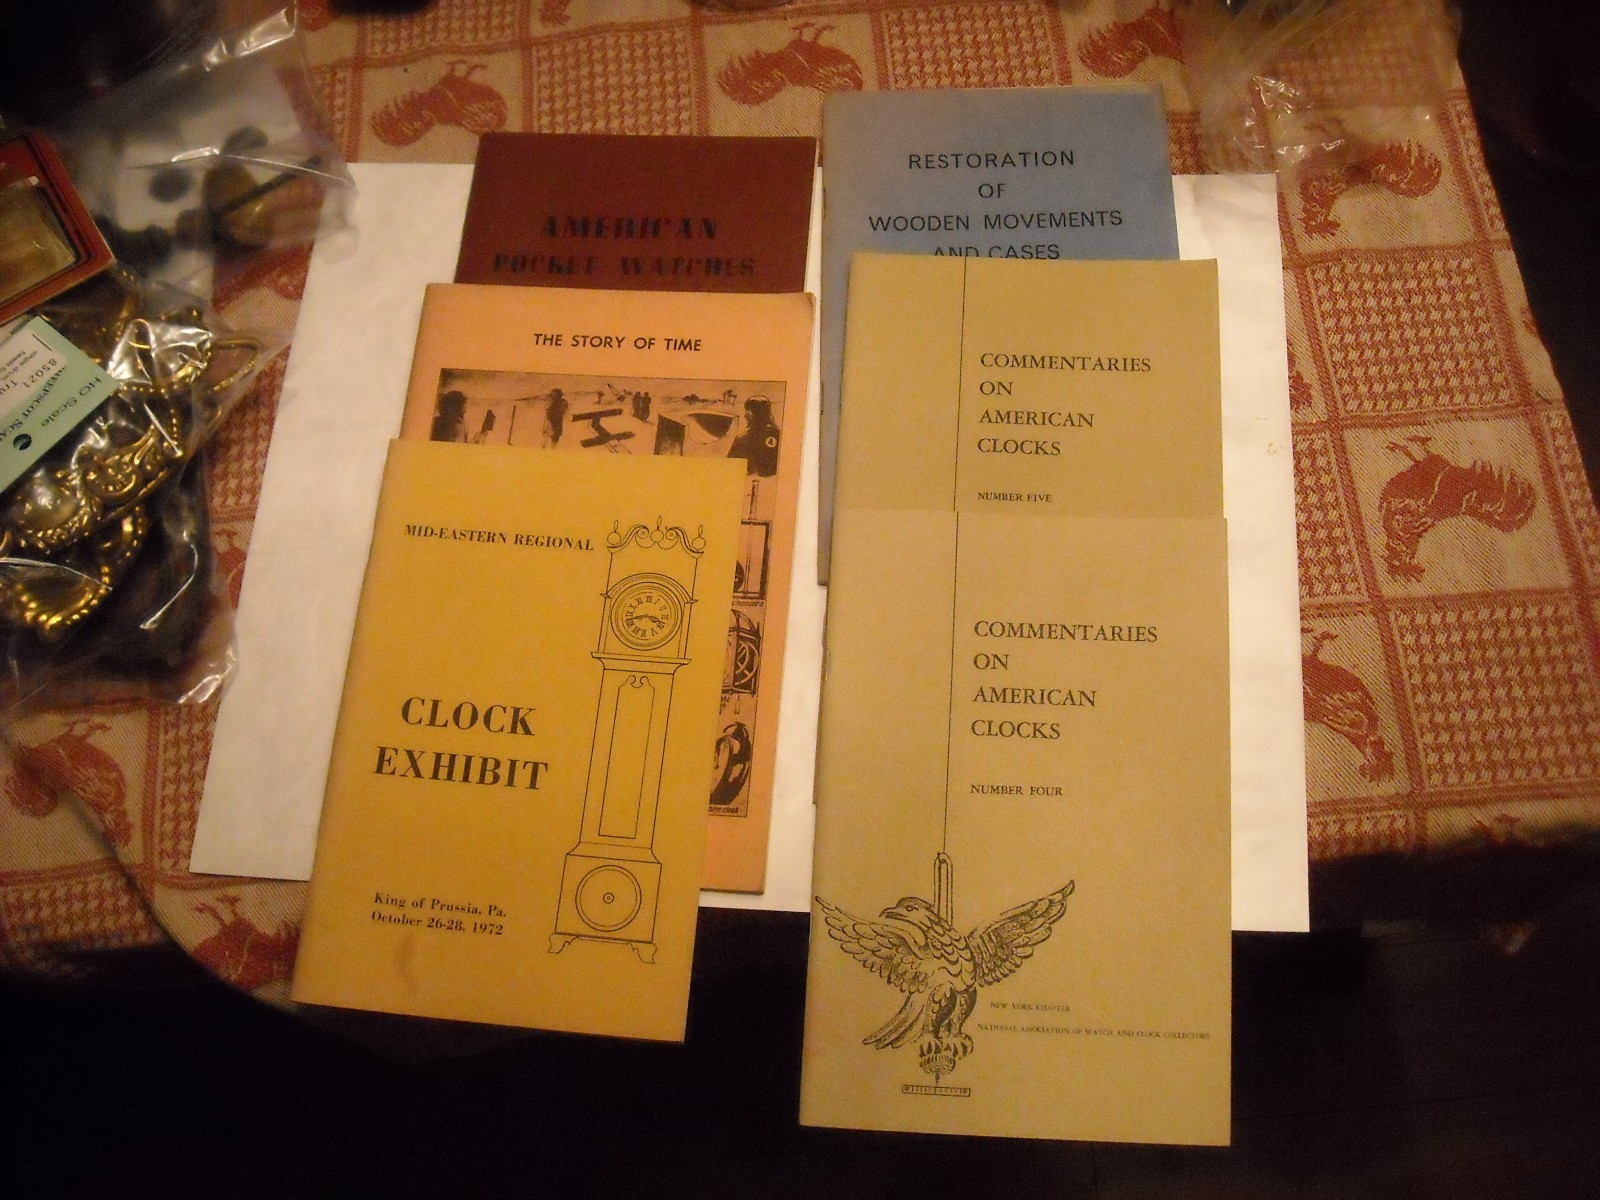 AMERICAN
POCKET WATCHES
RESTORATION
OF
WOODEN MOVEMENTS
AND CASES
THE STORY OF TIME
COMMENTARIES
ON
AMERICAN
CLOCKS
NUMBER FIVE
MID-EASTERN REGIONAL
CLOCK
EXHIBIT
King of Prussia, Pa.
October 26-28, 1972
COMMENTARIES
ON
AMERICAN
CLOCKS
NUMBER FOUR
NEW YORK CHAPTER
NATIONAL ASSOCIATION OF WATCH AND CLOCK COLLECTORS
HO Scale
85021